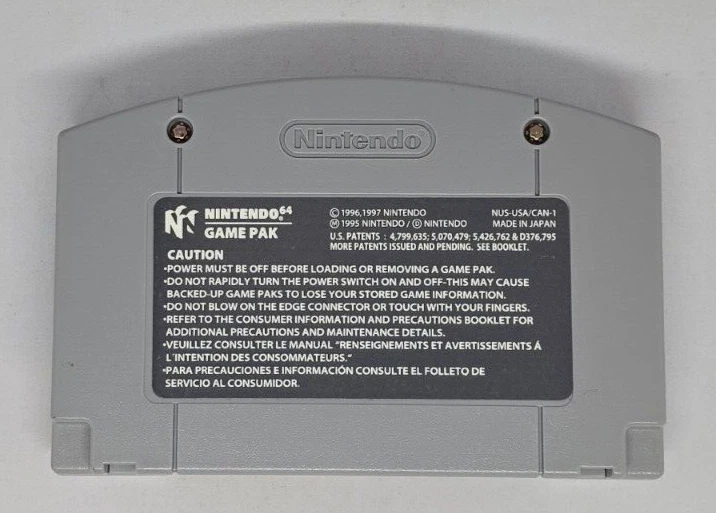 Nintendo
NINTENDO⁶⁴
GAME PAK
© 1996,1997 NINTENDO
Ⓜ 1995 NINTENDO / Ⓓ NINTENDO
NUS-USA/CAN-1
MADE IN JAPAN
U.S. PATENTS : 4,799,635; 5,070,479; 5,426,762 & D376,795
MORE PATENTS ISSUED AND PENDING. SEE BOOKLET.
CAUTION
•POWER MUST BE OFF BEFORE LOADING OR REMOVING A GAME PAK.
•DO NOT RAPIDLY TURN THE POWER SWITCH ON AND OFF-THIS MAY CAUSE
BACKED-UP GAME PAKS TO LOSE YOUR STORED GAME INFORMATION.
•DO NOT BLOW ON THE EDGE CONNECTOR OR TOUCH WITH YOUR FINGERS.
•REFER TO THE CONSUMER INFORMATION AND PRECAUTIONS BOOKLET FOR
ADDITIONAL PRECAUTIONS AND MAINTENANCE DETAILS.
•VEUILLEZ CONSULTER LE MANUAL "RENSEIGNEMENTS ET AVERTISSEMENTS Á
L'INTENTION DES CONSOMMATEURS."
•PARA PRECAUCIONES E INFORMACIÓN CONSULTE EL FOLLETO DE
SERVICIO AL CONSUMIDOR.